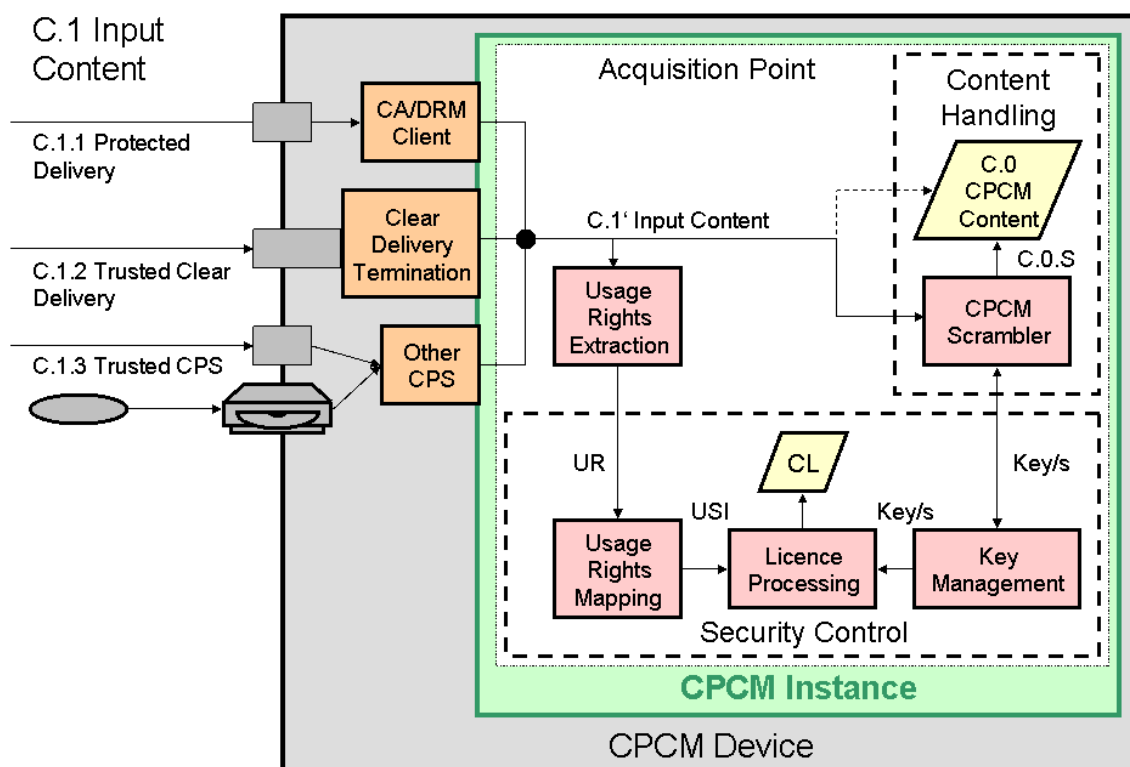 C.1 Input
Content
Acquisition Point
Content
Handling
CA/DRM
Client
C.1.1 Protected
Delivery
C.0
CPCM
Content
Clear
Delivery
Termination
C.1‘ Input Content
C.1.2 Trusted Clear
Delivery
C.0.S
Usage
Rights
Extraction
CPCM
Scrambler
Other
CPS
C.1.3 Trusted CPS
UR
CL
Key/s
USI
Key/s
Usage
Rights
Mapping
Licence
Processing
Key
Management
Security Control
CPCM Instance
CPCM Device